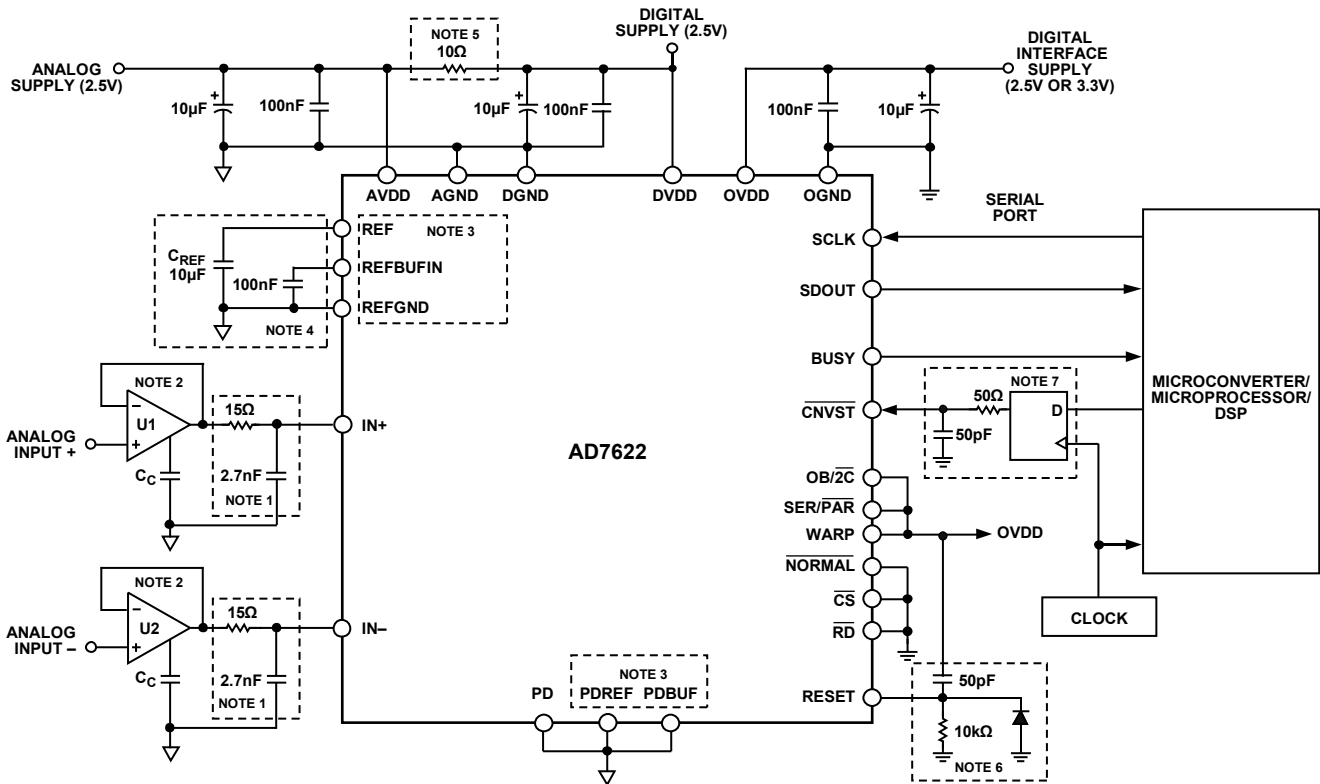 ANALOG
SUPPLY (2.5V)
NOTE 5
10Ω
DIGITAL
SUPPLY (2.5V)
DIGITAL
INTERFACE
SUPPLY
(2.5V OR 3.3V)
+
10µF
100nF
+
10µF
100nF
100nF
+
10µF
AVDD
AGND
DGND
DVDD
OVDD
OGND
CREF
10µF
100nF
NOTE 4
REF
REFBUFIN
REFGND
NOTE 3
SERIAL
PORT
SCLK
SDOUT
BUSY
CNVST
NOTE 7
50Ω
50pF
D
MICROCONVERTER/
MICROPROCESSOR/
DSP
NOTE 2
−
U1
+
ANALOG
INPUT +
CC
15Ω
2.7nF
NOTE 1
IN+
AD7622
OB/2C
SER/PAR
WARP
OVDD
NORMAL
CS
RD
CLOCK
NOTE 2
−
U2
+
ANALOG
INPUT −
CC
15Ω
2.7nF
NOTE 1
IN−
PD
NOTE 3
PDREF
PDBUF
RESET
50pF
10kΩ
NOTE 6